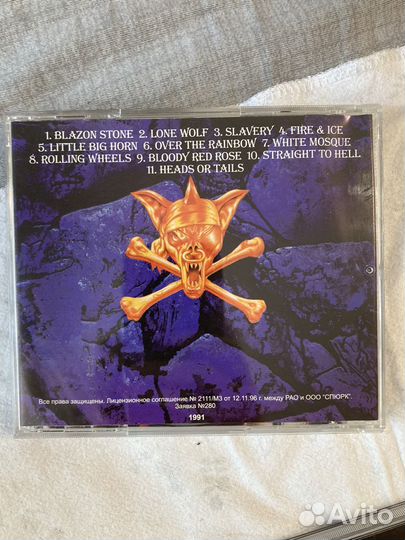 1. BLAZON STONE 2. LONE WOLF 3. SLAVERY 4. FIRE & ICE
5. LITTLE BIG HORN 6. OVER THE RAINBOW 7. WHITE MOSQUE
8. ROLLING WHEELS 9. BLOODY RED ROSE 10. STRAIGHT TO HELL
11. HEADS OR TAILS
Все права защищены. Лицензионное соглашение № 2111/МЗ от 12.11.96 г. между РАО и ООО "СПЮРК".
Заявка №280
1991
Avito